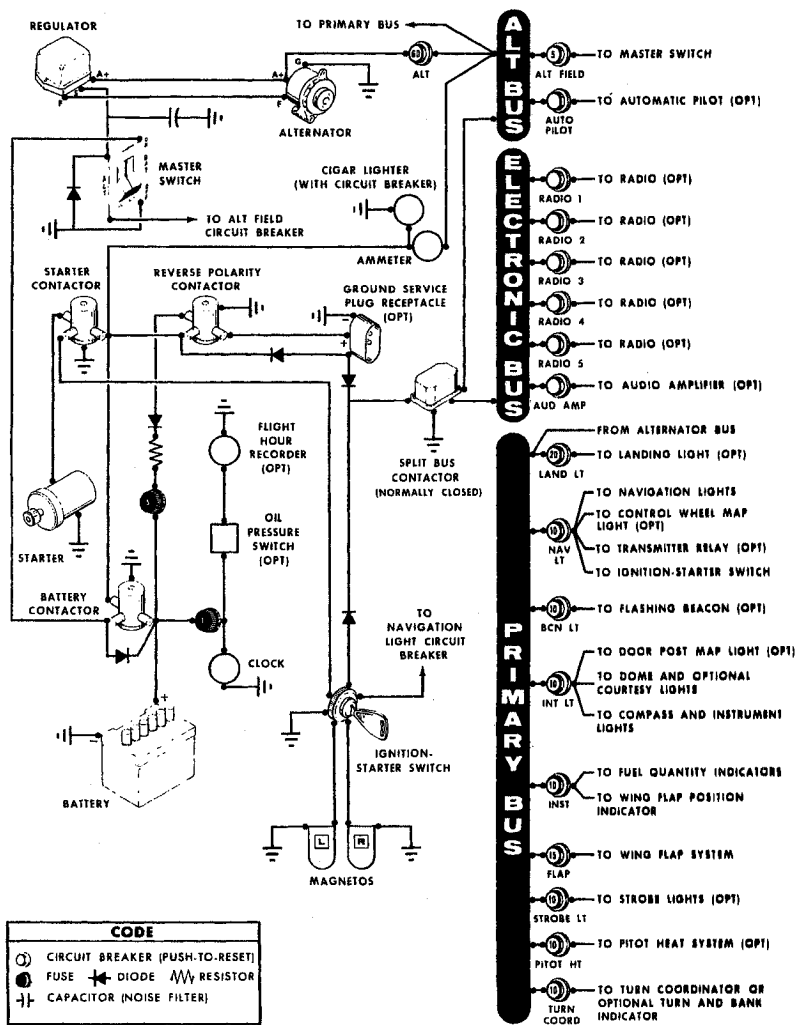 REGULATOR
TO PRIMARY BUS
A+
S
F
A+
G
F
ALTERNATOR
60
ALT
ALT BUS
5
ALT FIELD
TO MASTER SWITCH
AUTO
PILOT
TO AUTOMATIC PILOT (OPT)
MASTER
SWITCH
CIGAR LIGHTER
(WITH CIRCUIT BREAKER)
TO ALT FIELD
CIRCUIT BREAKER
AMMETER
ELECTRONIC BUS
RADIO 1
TO RADIO (OPT)
RADIO 2
TO RADIO (OPT)
RADIO 3
TO RADIO (OPT)
RADIO 4
TO RADIO (OPT)
RADIO 5
TO RADIO (OPT)
AUD AMP
TO AUDIO AMPLIFIER (OPT)
STARTER
CONTACTOR
REVERSE POLARITY
CONTACTOR
GROUND SERVICE
PLUG RECEPTACLE
(OPT)
-
+
FLIGHT
HOUR
RECORDER
(OPT)
SPLIT BUS
CONTACTOR
(NORMALLY CLOSED)
OIL
PRESSURE
SWITCH
(OPT)
STARTER
BATTERY
CONTACTOR
CLOCK
TO
NAVIGATION
LIGHT CIRCUIT
BREAKER
+
-
BATTERY
IGNITION-
STARTER SWITCH
L
R
MAGNETOS
PRIMARY BUS
FROM ALTERNATOR BUS
20
LAND LT
TO LANDING LIGHT (OPT)
10
NAV
LT
TO NAVIGATION LIGHTS
TO CONTROL WHEEL MAP
LIGHT (OPT)
TO TRANSMITTER RELAY (OPT)
TO IGNITION-STARTER SWITCH
10
BCN LT
TO FLASHING BEACON (OPT)
10
INT LT
TO DOOR POST MAP LIGHT (OPT)
TO DOME AND OPTIONAL
COURTESY LIGHTS
TO COMPASS AND INSTRUMENT
LIGHTS
10
INST
TO FUEL QUANTITY INDICATORS
TO WING FLAP POSITION
INDICATOR
15
FLAP
TO WING FLAP SYSTEM
10
STROBE LT
TO STROBE LIGHTS (OPT)
10
PITOT HT
TO PITOT HEAT SYSTEM (OPT)
10
TURN
COORD
TO TURN COORDINATOR OR
OPTIONAL TURN AND BANK
INDICATOR
CODE
CIRCUIT BREAKER (PUSH-TO-RESET)
FUSE DIODE RESISTOR
CAPACITOR (NOISE FILTER)